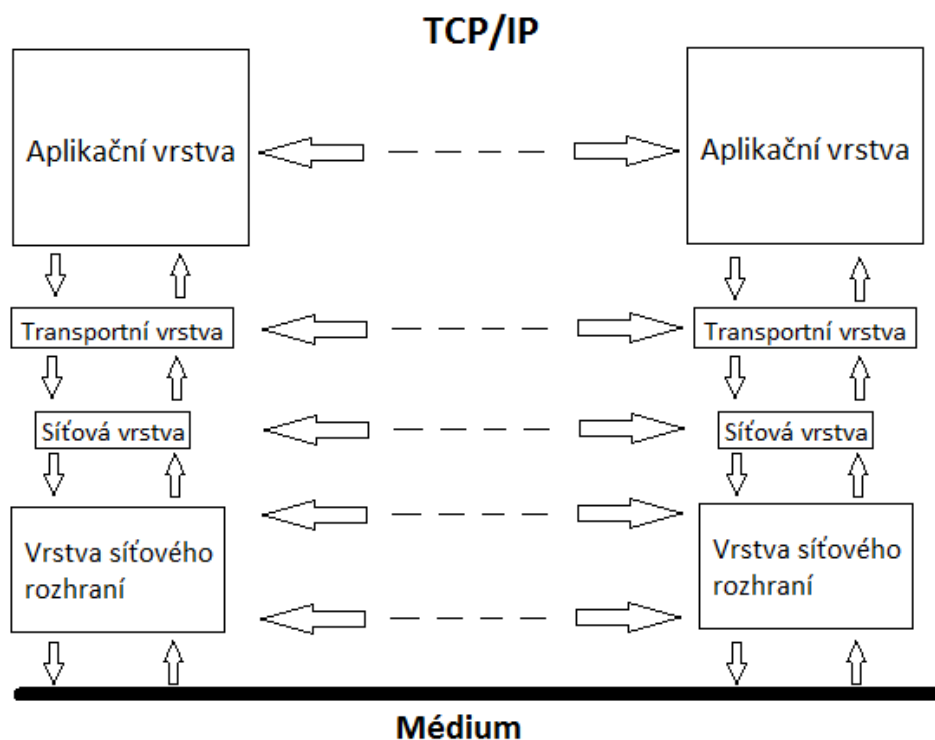 TCP/IP
Aplikační vrstva
Aplikační vrstva
Transportní vrstva
Transportní vrstva
Síťová vrstva
Síťová vrstva
Vrstva síťového
rozhraní
Vrstva síťového
rozhraní
Médium